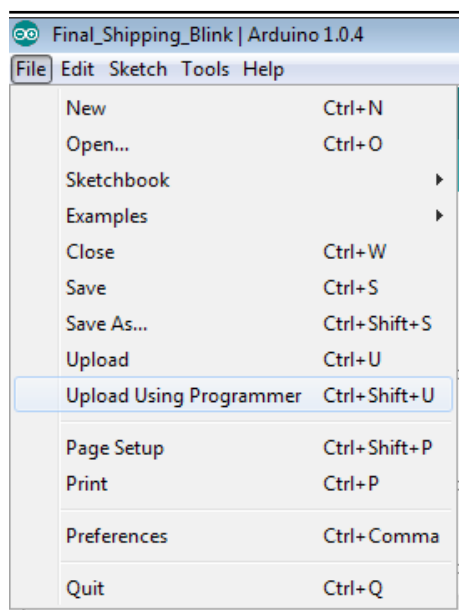 Final_Shipping_Blink | Arduino 1.0.4
File Edit Sketch Tools Help
New Ctrl+N
Open... Ctrl+O
Sketchbook
Examples
Close Ctrl+W
Save Ctrl+S
Save As... Ctrl+Shift+S
Upload Ctrl+U
Upload Using Programmer Ctrl+Shift+U
Page Setup Ctrl+Shift+P
Print Ctrl+P
Preferences Ctrl+Comma
Quit Ctrl+Q